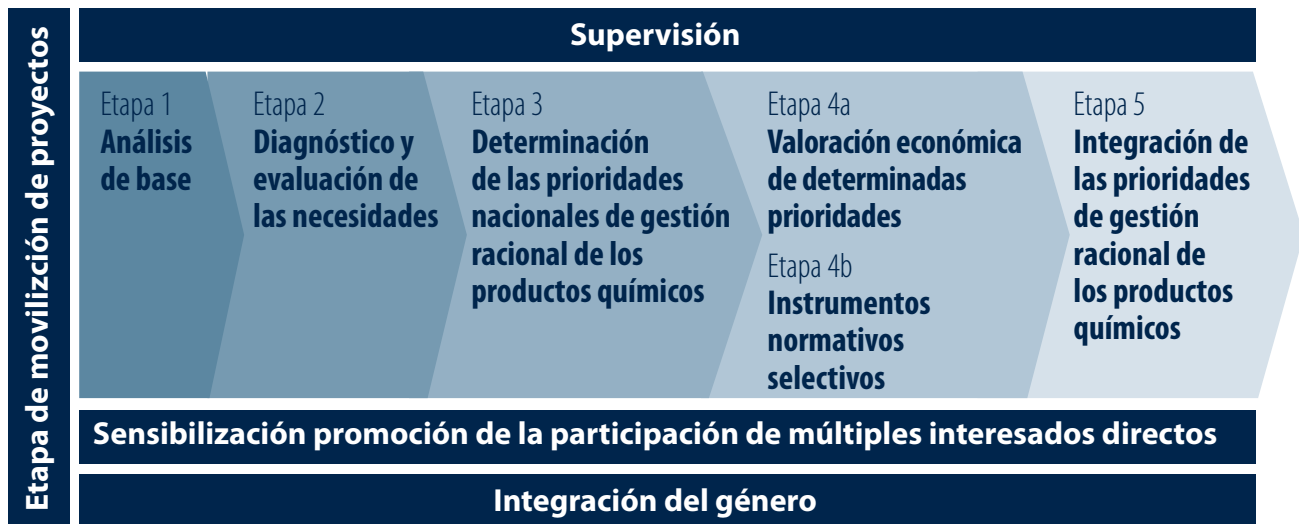 Etapa de movilizción de proyectos
Supervisión
Etapa 1
Análisis
de base
Etapa 2
Diagnóstico y
evaluación de
las necesidades
Etapa 3
Determinación
de las prioridades
nacionales de gestión
racional de los
productos químicos
Etapa 4a
Valoración económica
de determinadas
prioridades
Etapa 4b
Instrumentos
normativos
selectivos
Etapa 5
Integración de
las prioridades
de gestión
racional de
los productos
químicos
Sensibilización promoción de la participación de múltiples interesados directos
Integración del género